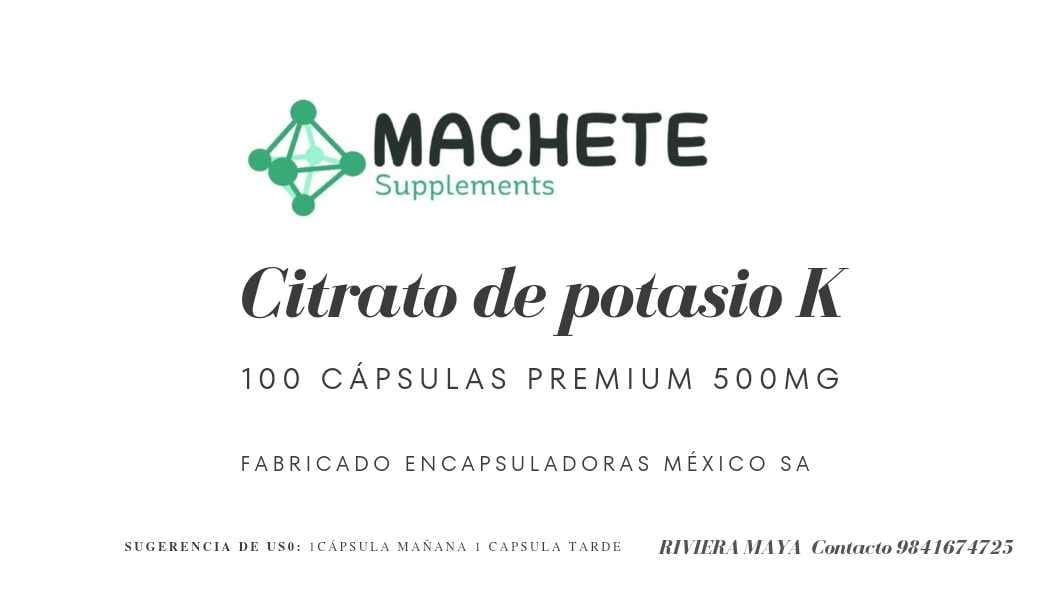 MACHETE
Supplements
Citrato de potasio K
100 CÁPSULAS PREMIUM 500MG
FABRICADO ENCAPSULADORAS MÉXICO SA
SUGERENCIA DE US0: 1CÁPSULA MAÑANA 1 CAPSULA TARDE
RIVIERA MAYA Contacto 9841674725